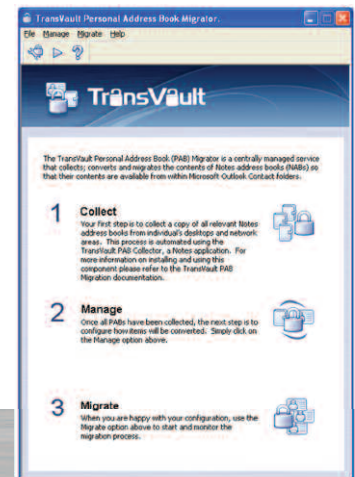 TransVault Personal Address Book Migrator.
File Manage Migrate Help
TransVault
The TransVault Personal Address Book (PAB) Migrator is a centrally managed service
that collects, converts and migrates the contents of Notes address books (NABs) so
that their contents are available from within Microsoft Outlook Contact folders.
1 Collect
Your first step is to collect a copy of all relevant Notes
address books from individual's desktops and network
areas. This process is automated using the
TransVault PAB Collector, a Notes application. For
more information on installing and using this
component please refer to the TransVault PAB
Migration documentation.
2 Manage
Once all PABs have been collected, the next step is to
configure how items will be converted. Simply click on
the Manage option above.
3 Migrate
When you are happy with your configuration, use the
Migrate option above to start and monitor the
migration process.